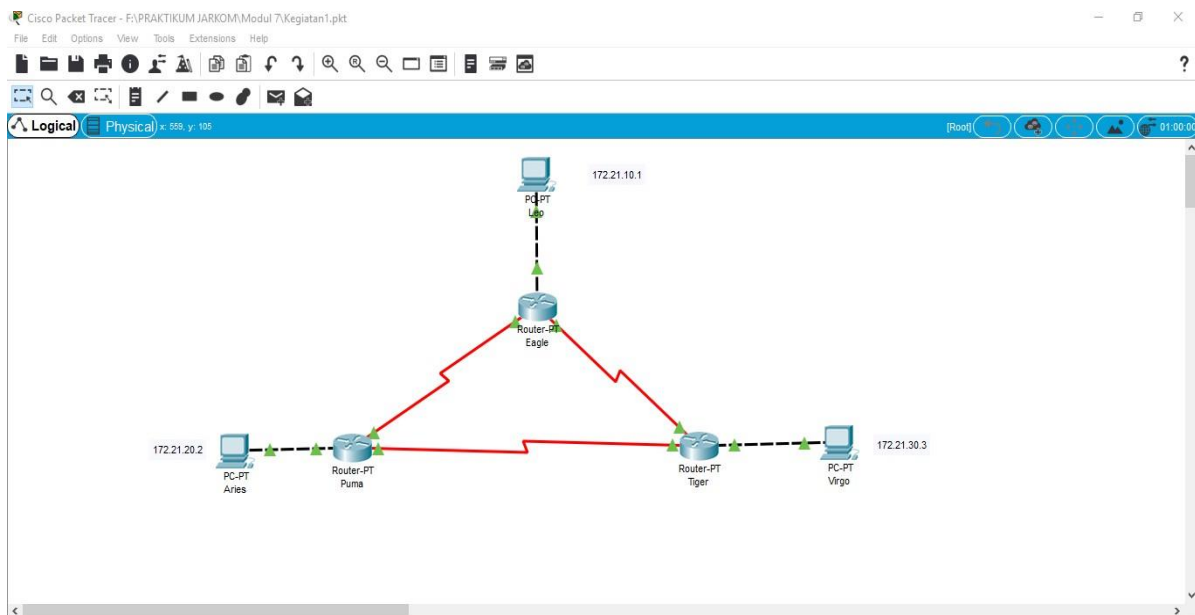 Cisco Packet Tracer - F:\PRAKTIKUM JARKOM\Modul 7\Kegiatan1.pkt
File Edit Options View Tools Extensions Help
Logical Physical x: 559, y: 105 [Root] 01:00:00
172.21.10.1
PC-PT
Leo
Router-PT
Eagle
172.21.20.2
PC-PT
Aries
Router-PT
Puma
Router-PT
Tiger
PC-PT
Virgo
172.21.30.3